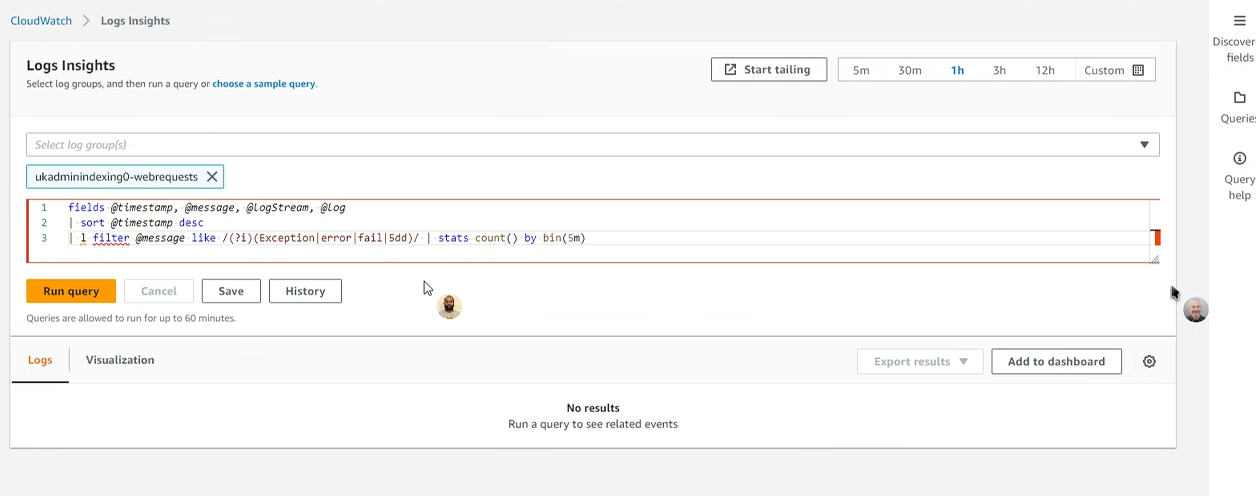 CloudWatch > Logs Insights
Logs Insights
Select log groups, and then run a query or choose a sample query.
Start tailing
5m 30m 1h 3h 12h Custom
Select log group(s)
ukadminindexing0-webrequests
1 fields @timestamp, @message, @logStream, @log
2 | sort @timestamp desc
3 | l filter @message like /(?i)(Exception|error|fail|5dd)/ | stats count() by bin(5m)
Run query Cancel Save History
Queries are allowed to run for up to 60 minutes.
Logs Visualization
Export results Add to dashboard
No results
Run a query to see related events
Discover
fields
Queries
Query
help